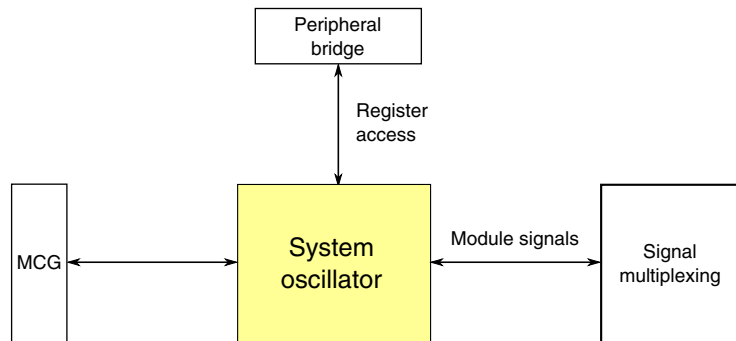 Peripheral
bridge
Register
access
MCG
System
oscillator
Module signals
Signal
multiplexing